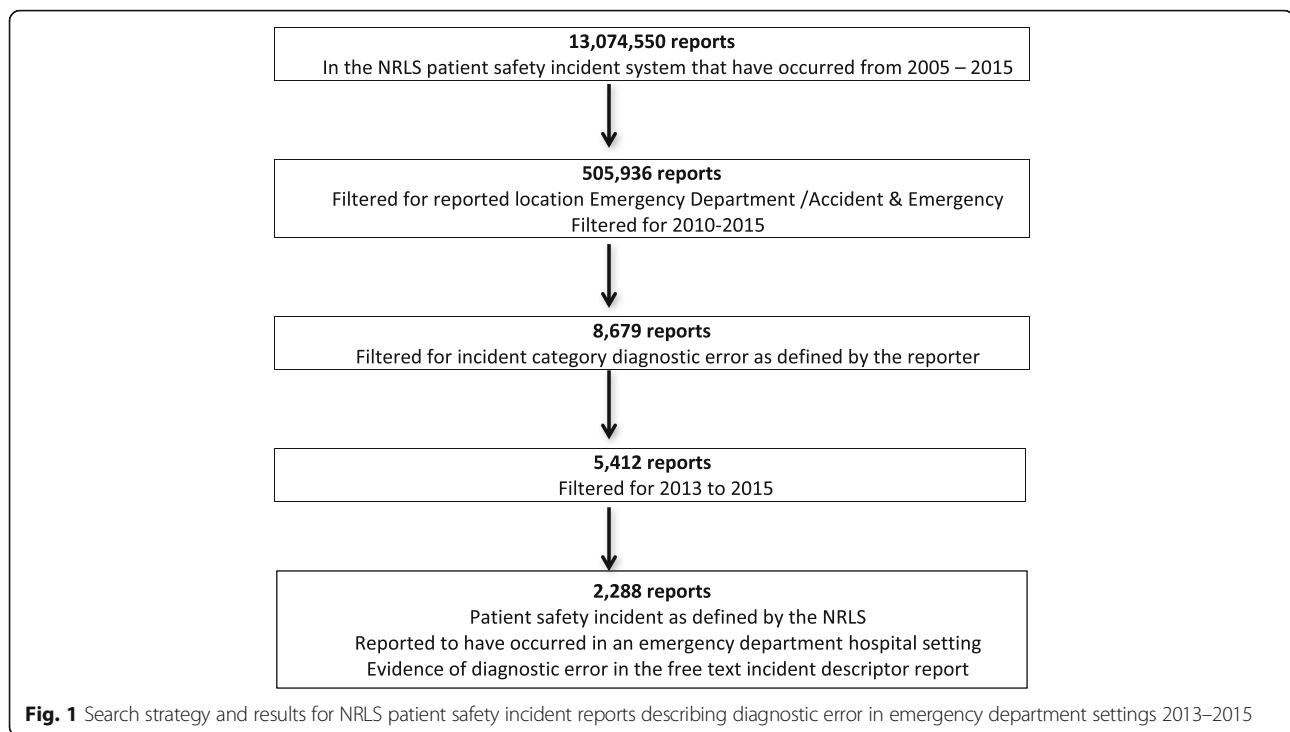 13,074,550 reports
In the NRLS patient safety incident system that have occurred from 2005 – 2015
505,936 reports
Filtered for reported location Emergency Department /Accident & Emergency
Filtered for 2010-2015
8,679 reports
Filtered for incident category diagnostic error as defined by the reporter
5,412 reports
Filtered for 2013 to 2015
2,288 reports
Patient safety incident as defined by the NRLS
Reported to have occurred in an emergency department hospital setting
Evidence of diagnostic error in the free text incident descriptor report
Fig. 1 Search strategy and results for NRLS patient safety incident reports describing diagnostic error in emergency department settings 2013–2015